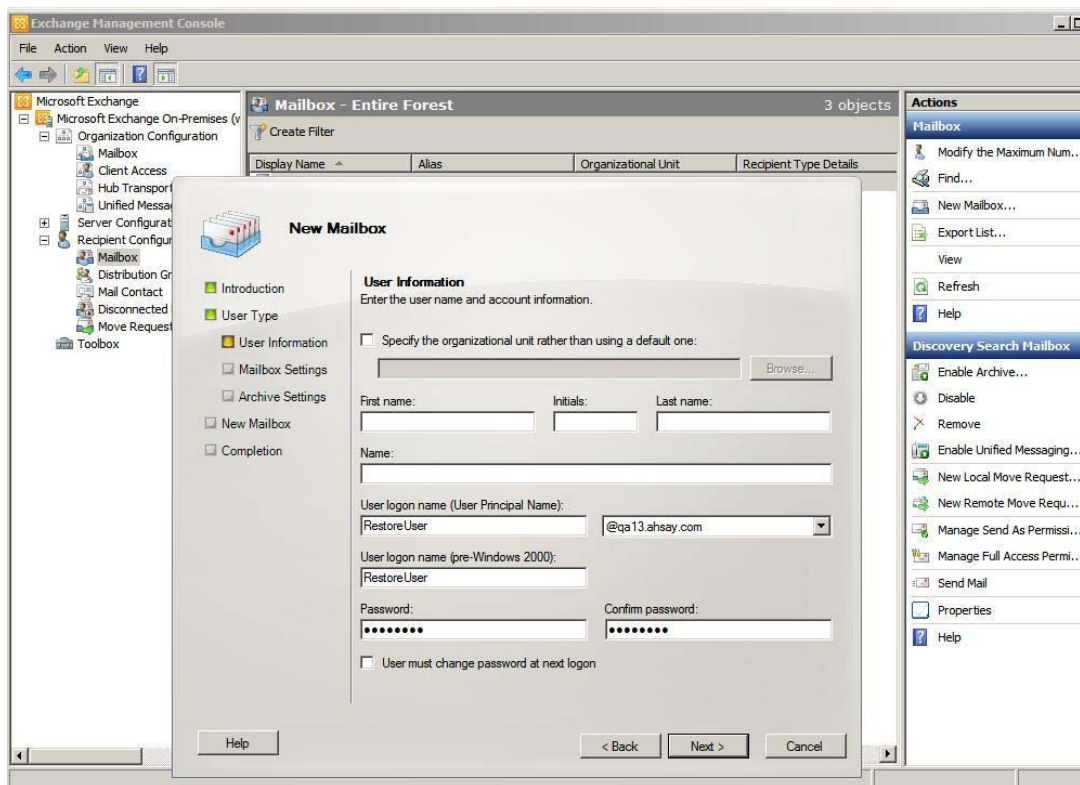 Exchange Management Console
File Action View Help
Microsoft Exchange
Microsoft Exchange On-Premises (w
Organization Configuration
Mailbox
Client Access
Hub Transport
Unified Messa
Server Configurat
Recipient Configur
Mailbox
Distribution Gr
Mail Contact
Disconnected
Move Request
Toolbox
Mailbox - Entire Forest 3 objects
Create Filter
Display Name Alias Organizational Unit Recipient Type Details
New Mailbox
Introduction
User Type
User Information
Mailbox Settings
Archive Settings
New Mailbox
Completion
User Information
Enter the user name and account information.
Specify the organizational unit rather than using a default one:
Browse...
First name: Initials: Last name:
Name:
User logon name (User Principal Name):
RestoreUser @qa13.ahsay.com
User logon name (pre-Windows 2000):
RestoreUser
Password: Confirm password:
User must change password at next logon
Help < Back Next > Cancel
Actions
Mailbox
Modify the Maximum Num...
Find...
New Mailbox...
Export List...
View
Refresh
Help
Discovery Search Mailbox
Enable Archive...
Disable
Remove
Enable Unified Messaging...
New Local Move Request...
New Remote Move Requ...
Manage Send As Permissi...
Manage Full Access Permi...
Send Mail
Properties
Help